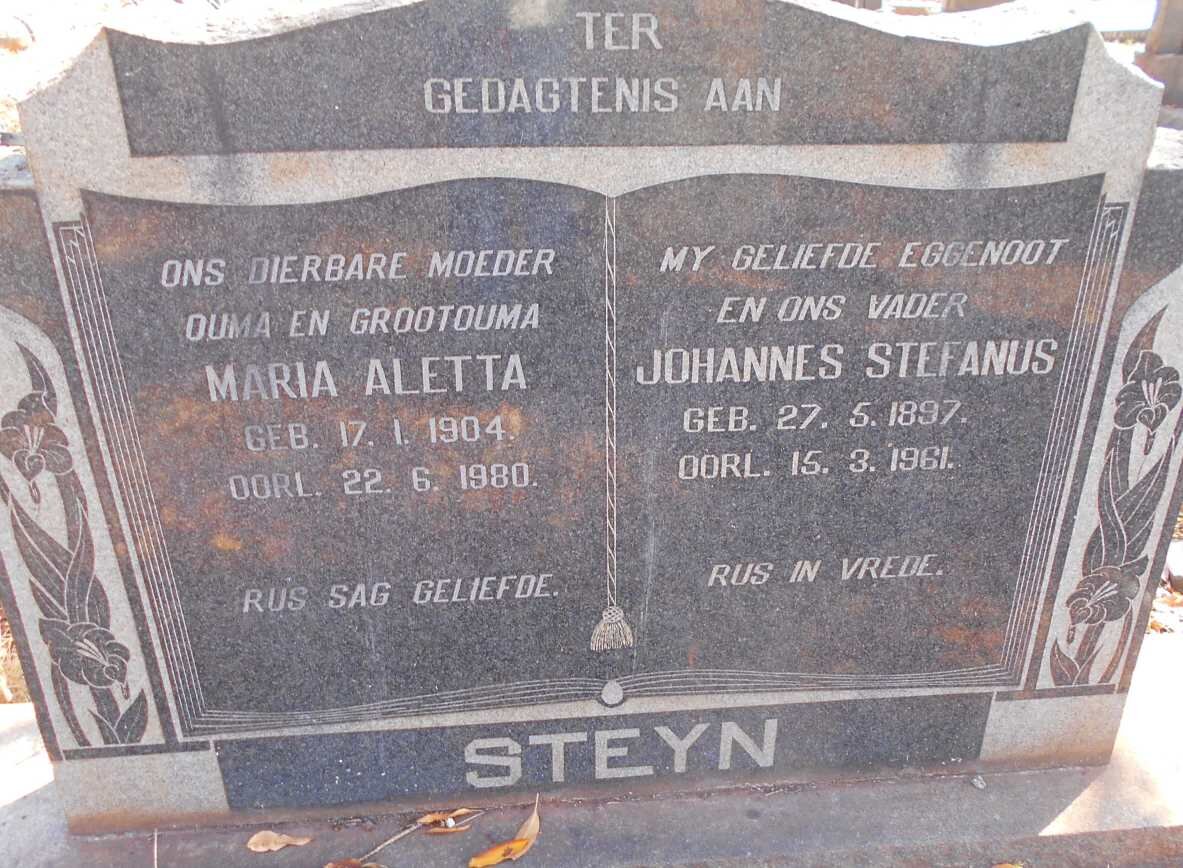 TER
GEDAGTENIS AAN
ONS DIERBARE MOEDER
OUMA EN GROOTOUMA
MARIA ALETTA
GEB. 17. 1. 1904.
OORL. 22. 6. 1980.
RUS SAG GELIEFDE.
MY GELIEFDE EGGENOOT
EN ONS VADER
JOHANNES STEFANUS
GEB. 27. 5. 1897.
OORL. 15. 3. 1961.
RUS IN VREDE.
STEYN